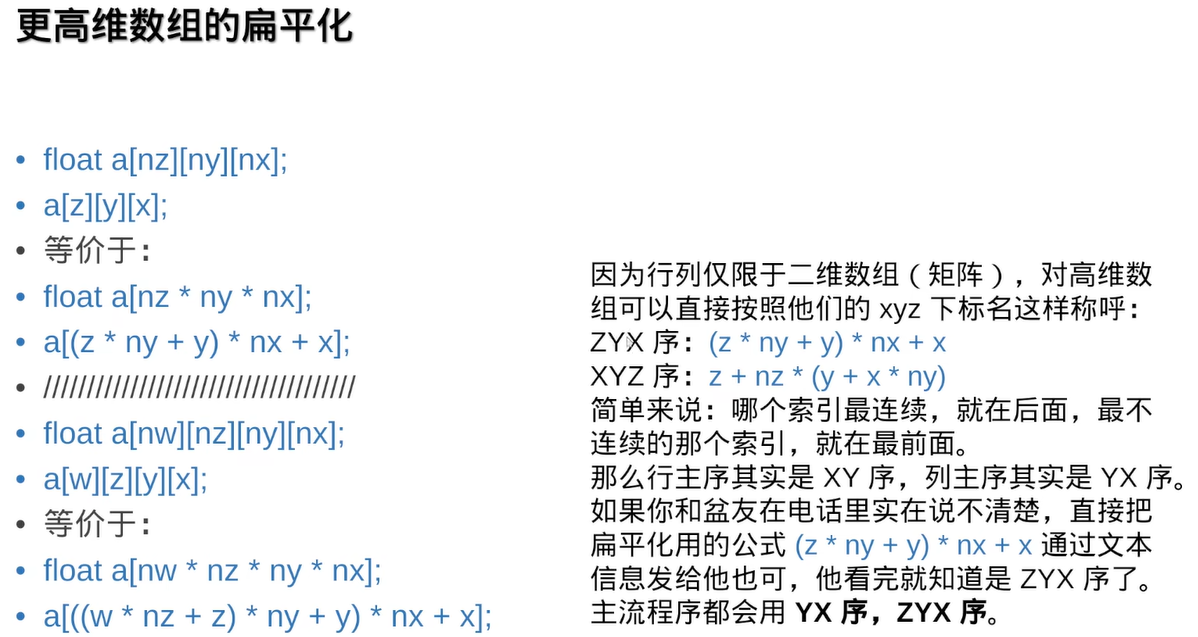 更高维数组的扁平化
• float a[nz][ny][nx];
• a[z][y][x];
• 等价于：
• float a[nz * ny * nx];
• a[(z * ny + y) * nx + x];
• ////////////////////////////////////
• float a[nw][nz][ny][nx];
• a[w][z][y][x];
• 等价于：
• float a[nw * nz * ny * nx];
• a[((w * nz + z) * ny + y) * nx + x];
因为行列仅限于二维数组（矩阵），对高维数
组可以直接按照他们的 xyz 下标名这样称呼：
ZYX 序：(z * ny + y) * nx + x
XYZ 序：z + nz * (y + x * ny)
简单来说：哪个索引最连续，就在后面，最不
连续的那个索引，就在最前面。
那么行主序其实是 XY 序，列主序其实是 YX 序。
如果你和盆友在电话里实在说不清楚，直接把
扁平化用的公式 (z * ny + y) * nx + x 通过文本
信息发给他也可，他看完就知道是 ZYX 序了。
主流程序都会用 YX 序，ZYX 序。